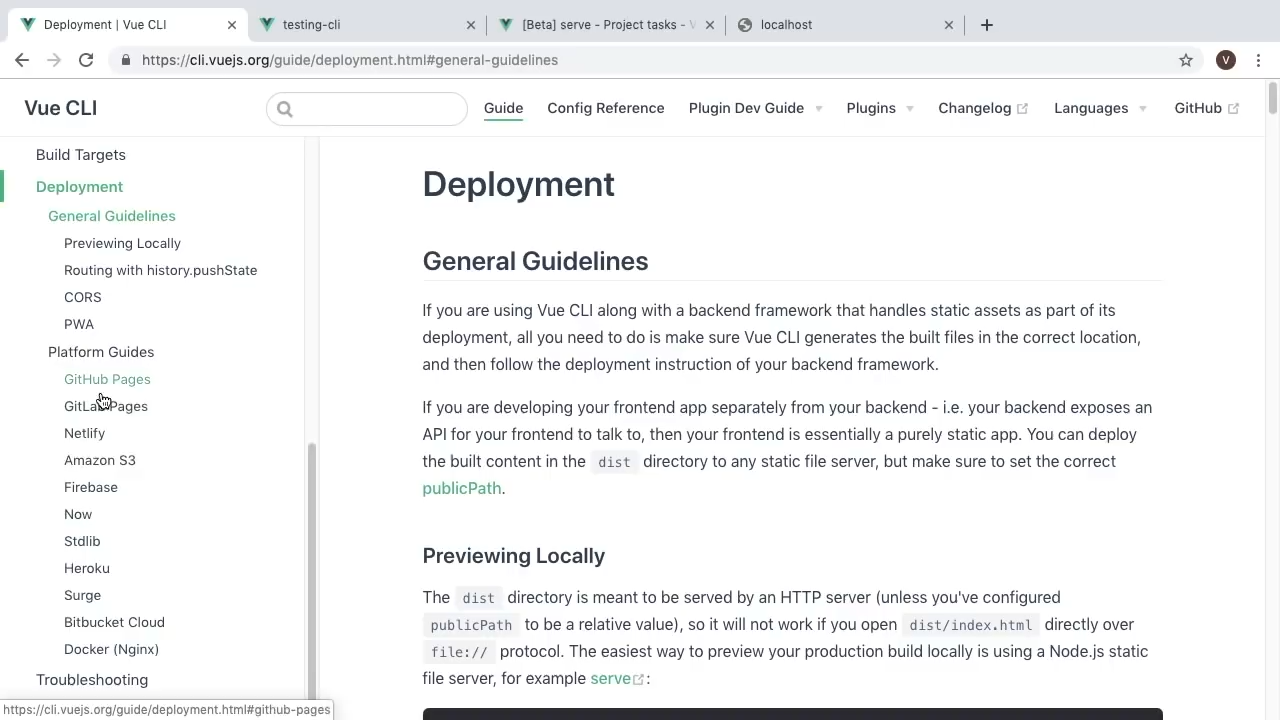 Deployment | Vue CLI
testing-cli
[Beta] serve - Project tasks - V
localhost
https://cli.vuejs.org/guide/deployment.html#general-guidelines
V
Vue CLI
Guide
Config Reference
Plugin Dev Guide
Plugins
Changelog
Languages
GitHub
Build Targets
Deployment
General Guidelines
Previewing Locally
Routing with history.pushState
CORS
PWA
Platform Guides
GitHub Pages
GitLab Pages
Netlify
Amazon S3
Firebase
Now
Stdlib
Heroku
Surge
Bitbucket Cloud
Docker (Nginx)
Troubleshooting
https://cli.vuejs.org/guide/deployment.html#github-pages
Deployment
General Guidelines
If you are using Vue CLI along with a backend framework that handles static assets as part of its
deployment, all you need to do is make sure Vue CLI generates the built files in the correct location,
and then follow the deployment instruction of your backend framework.
If you are developing your frontend app separately from your backend - i.e. your backend exposes an
API for your frontend to talk to, then your frontend is essentially a purely static app. You can deploy
the built content in the dist directory to any static file server, but make sure to set the correct
publicPath.
Previewing Locally
The dist directory is meant to be served by an HTTP server (unless you've configured
publicPath to be a relative value), so it will not work if you open dist/index.html directly over
file:// protocol. The easiest way to preview your production build locally is using a Node.js static
file server, for example serve: